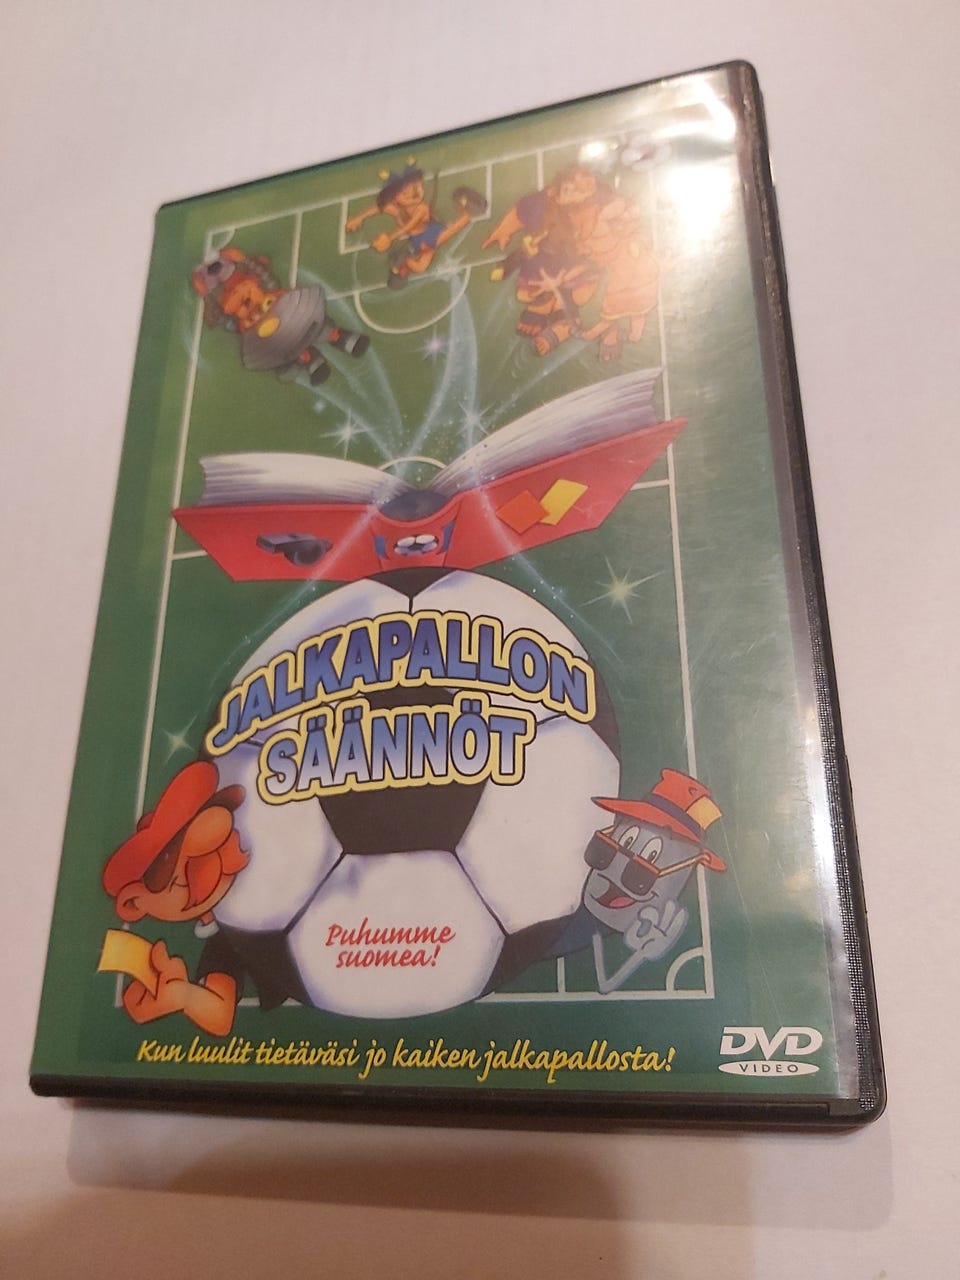 JALKAPALLON
SÄÄNNÖT
Puhumme
suomea!
Kun luulit tietäväsi jo kaiken jalkapallosta!
DVD
VIDEO